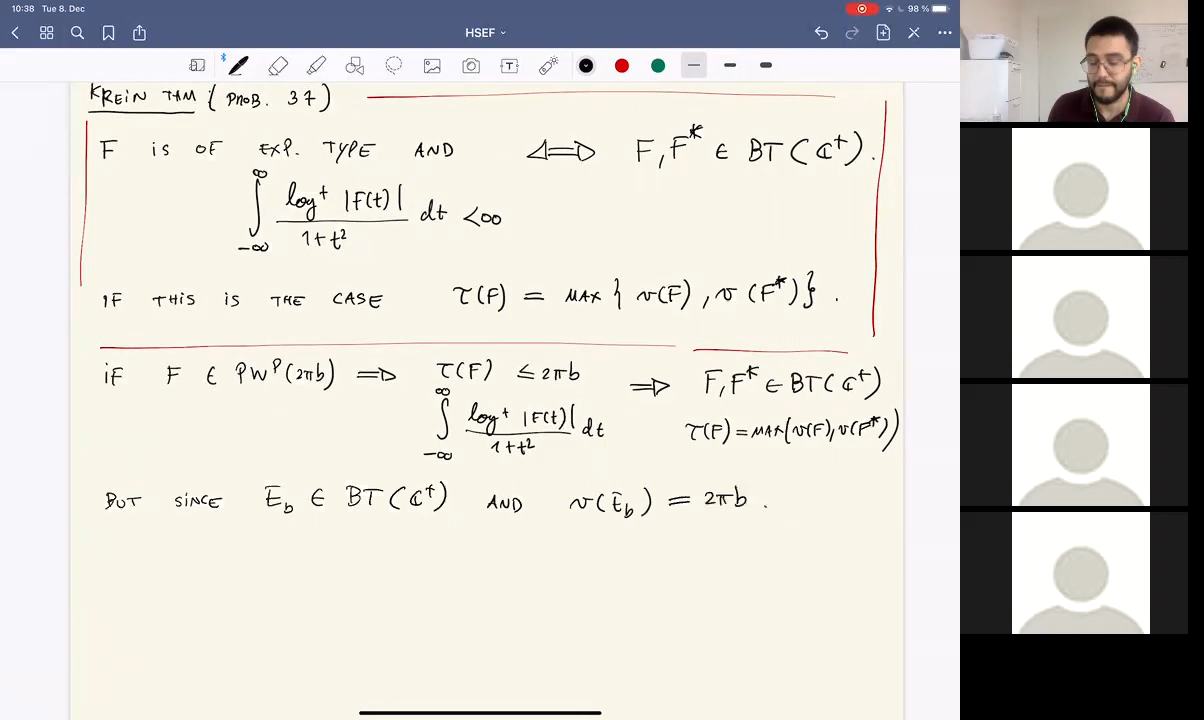 10:38 Tue 8. Dec
98 %
HSEF
KREIN THM ( PROB. 37 )
F is OF EXP. TYPE AND ⟺ F, F* ∈ BT(ℂ⁺).
∫_{-∞}^{∞} log⁺ |F(t)| / 1+t² dt < ∞
IF THIS is THE CASE τ(F) = MAX { v(F), v(F*) }.
iF F ∈ PW^p(2πb) ⟹ τ(F) ≤ 2πb ⟹ F, F* ∈ BT(ℂ⁺)
∫_{-∞}^{∞} log⁺ |F(t)| / 1+t² dt τ(F) = MAX(v(F), v(F*))
BUT SINCE E_b ∈ BT(ℂ⁺) AND v(E_b) = 2πb .